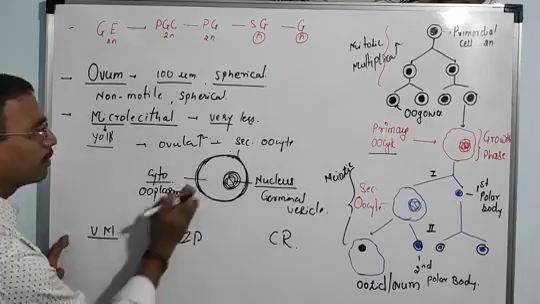 - GE → PGC — PG — SG — G
2n 2n 2n n n
→ Ovum - 100 um, spherical
Non-motile, spherical.
→ Microlecithal → very less.
yolk → ovulatn → sec. oocyte
Cyto
Ooplasm
Nucleus
Germinal vesicle.
VM ZP CR.
Mitotic
Multiplica
Primordial
cell 2n
Oogonia
Primary
Oocyte
Growth
Phase
Meiotic
I
Sec.
Oocyte
1st
Polar
body
II
2nd
polar Body.
ootid/ovum